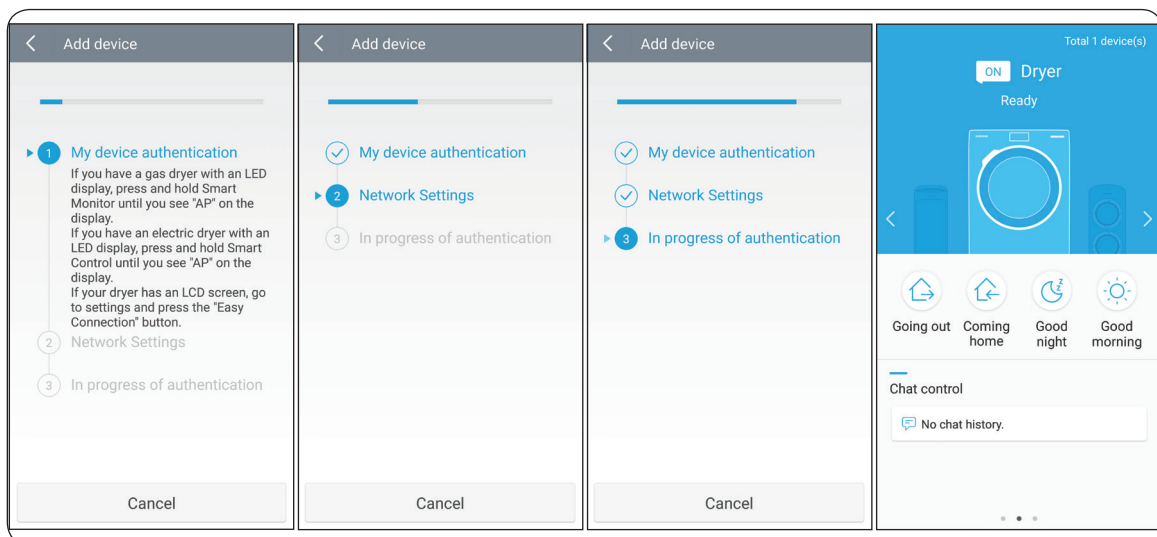 Add device
1
My device authentication
If you have a gas dryer with an LED
display, press and hold Smart
Monitor until you see "AP" on the
display.
If you have an electric dryer with an
LED display, press and hold Smart
Control until you see "AP" on the
display.
If your dryer has an LCD screen, go
to settings and press the "Easy
Connection" button.
2
Network Settings
3
In progress of authentication
Cancel
Add device
My device authentication
2
Network Settings
3
In progress of authentication
Cancel
Add device
My device authentication
Network Settings
3
In progress of authentication
Cancel
Total 1 device(s)
ON Dryer
Ready
Going out
Coming
home
Good
night
Good
morning
Chat control
No chat history.